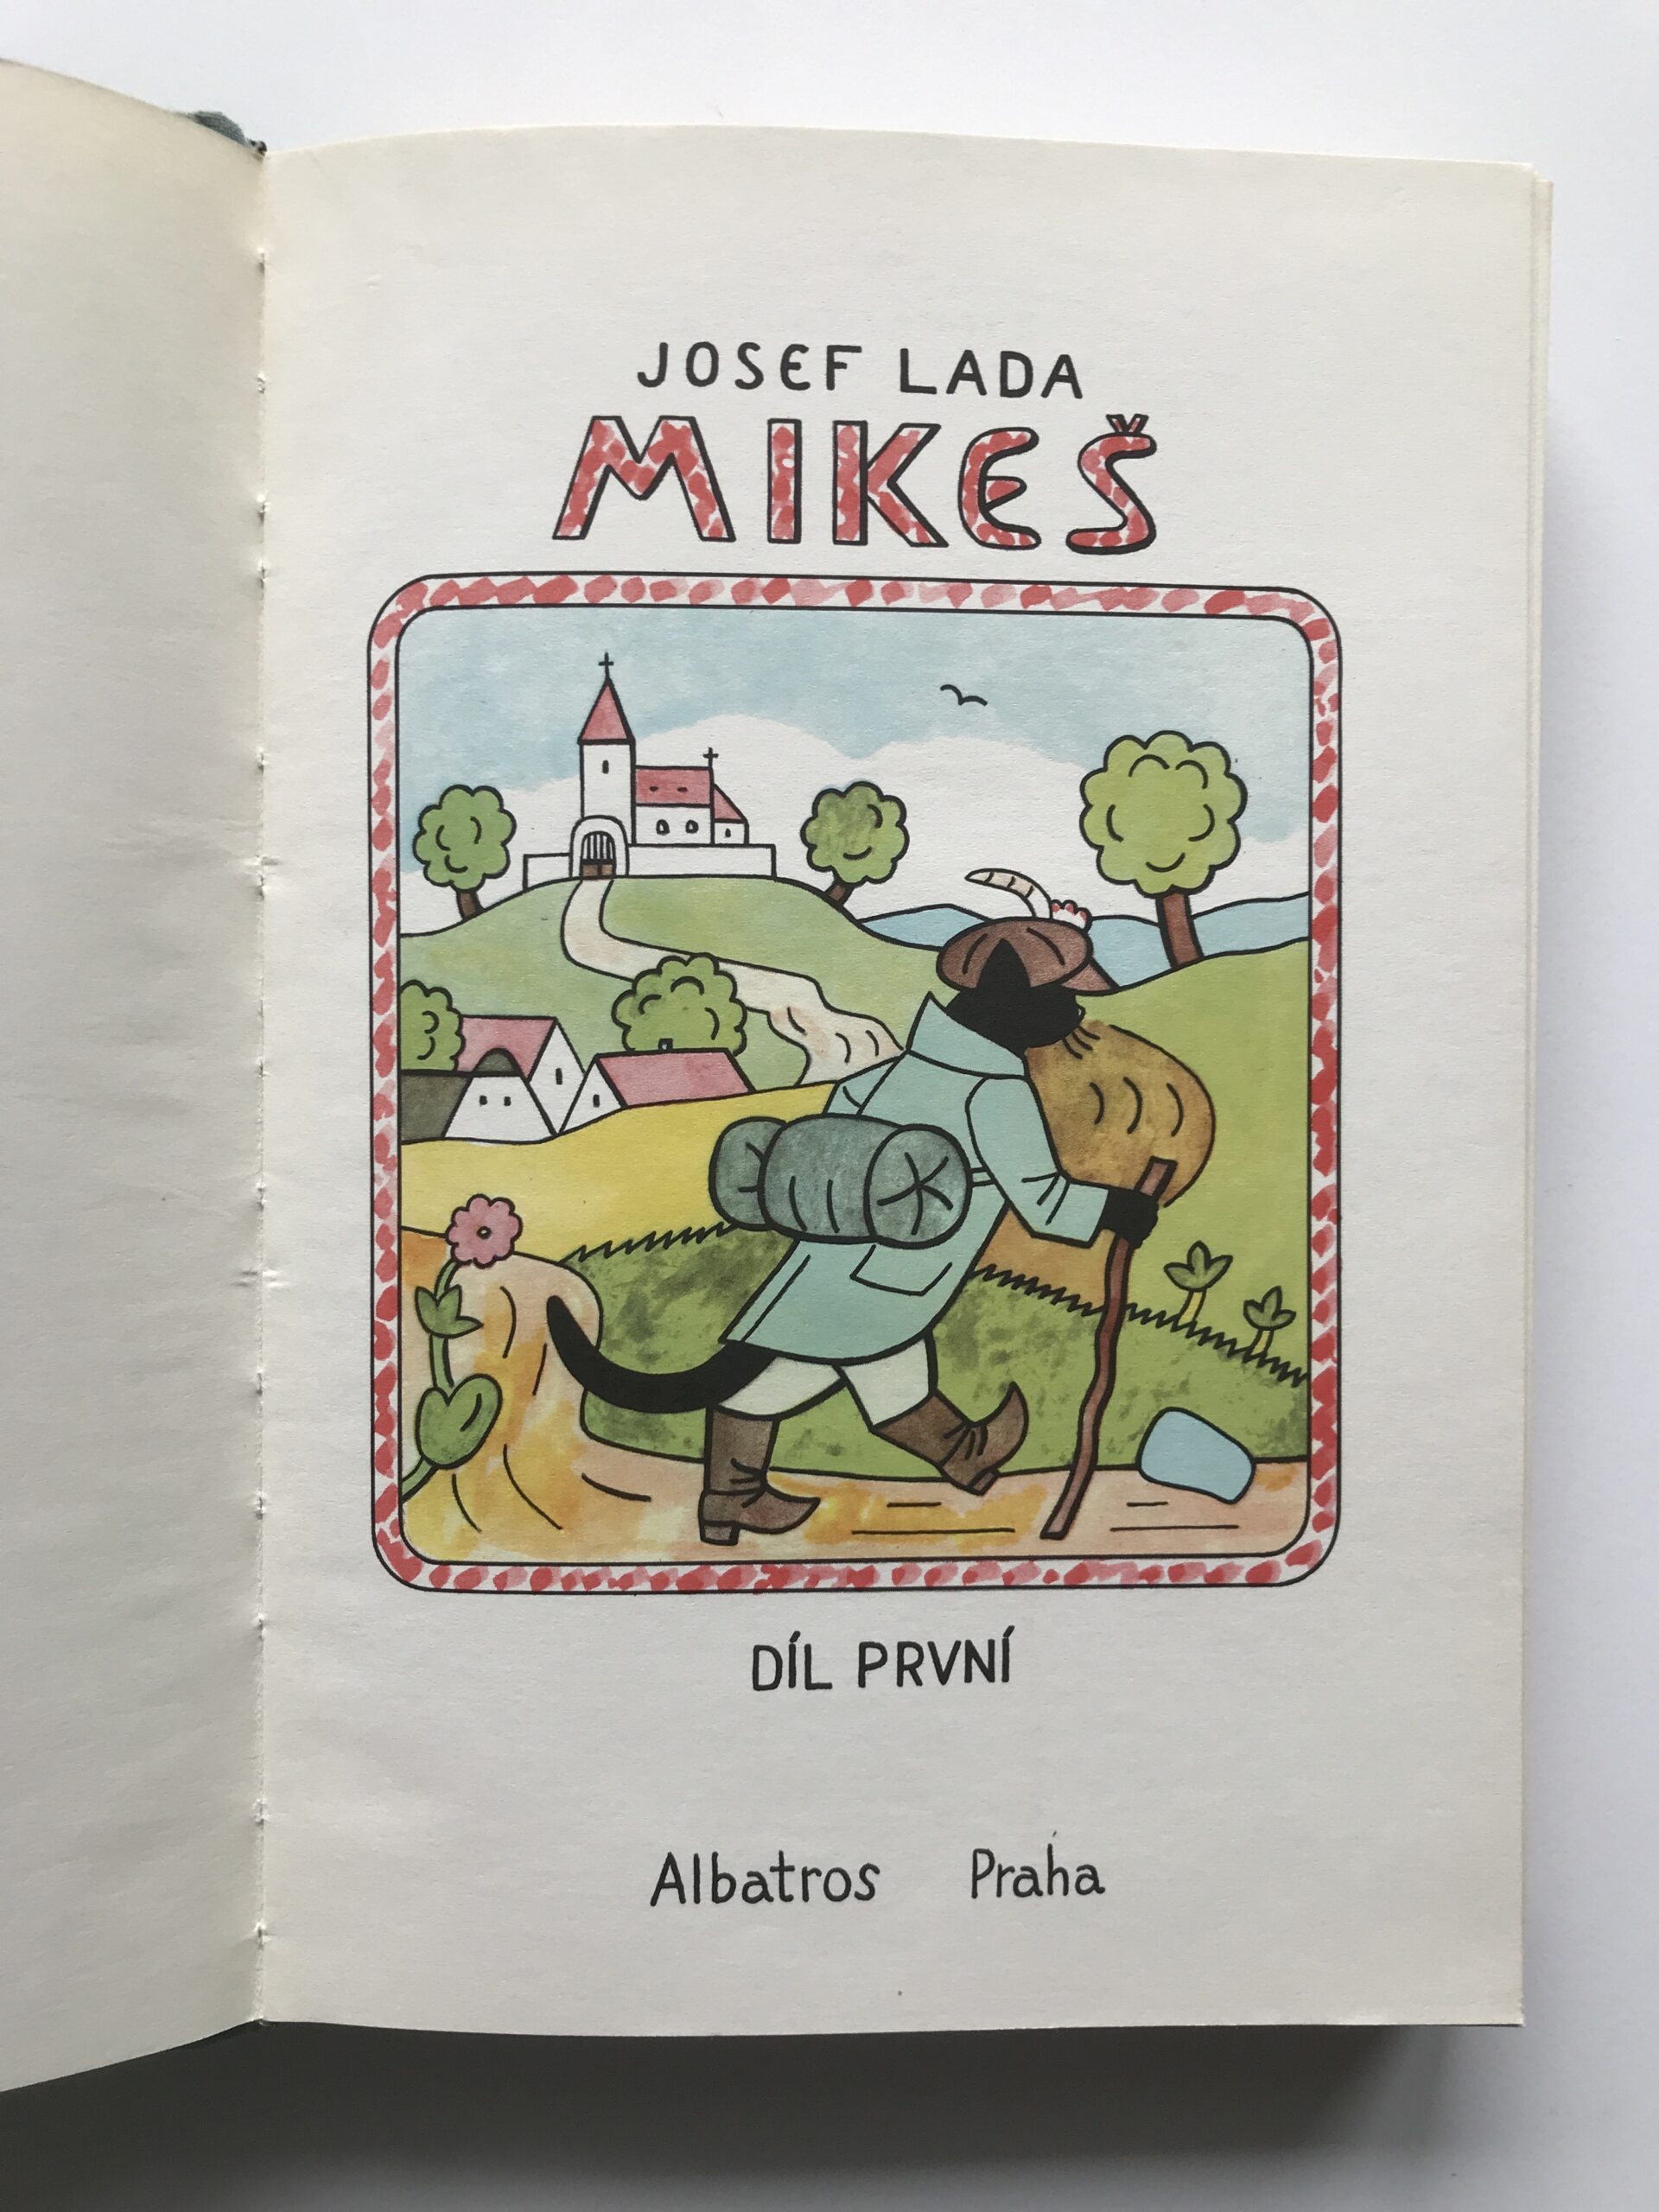 JOSEF LADA
MIKEŠ
DÍL PRVNÍ
Albatros Praha